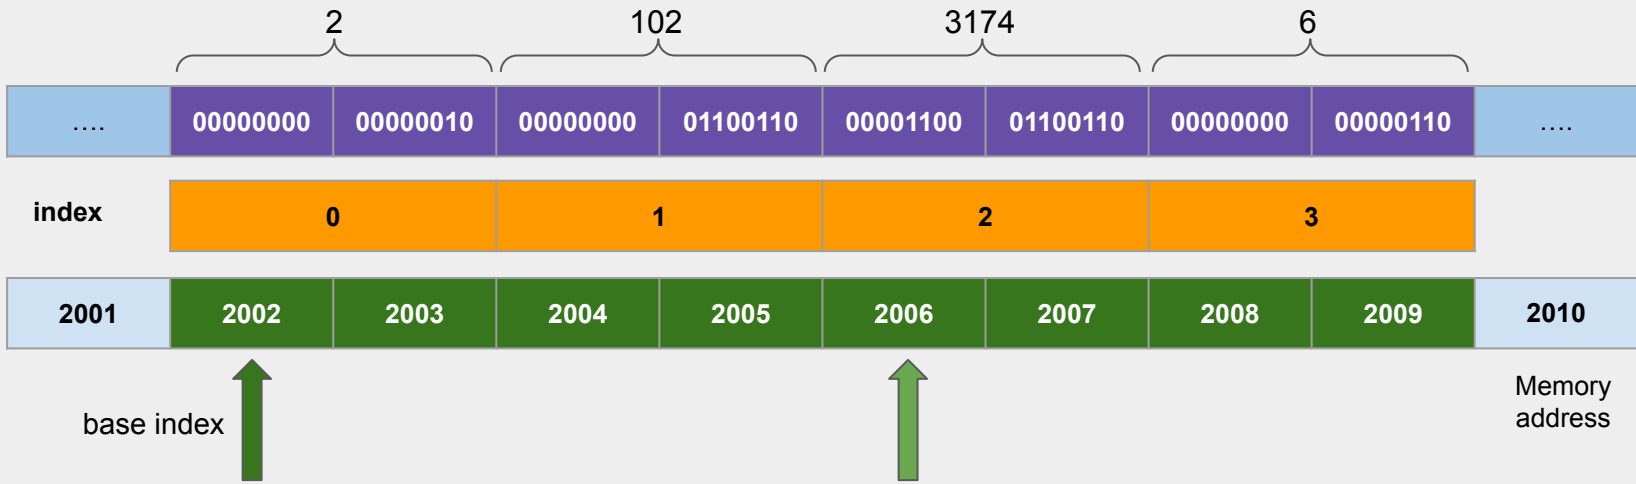 2 102 3174 6
.... 00000000 00000010 00000000 01100110 00001100 01100110 00000000 00000110 ....
index 0 1 2 3
2001 2002 2003 2004 2005 2006 2007 2008 2009 2010
base index
Memory
address